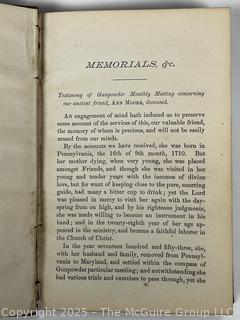 MEMORIALS, &c.
Testimony of Gunpowder Monthly Meeting concerning
our ancient friend, ANN MOORE, deceased.
An engagement of mind hath induced us to preserve
some account of the services of this, our valuable friend,
the memory of whom is precious, and will not be easily
erased from our minds.
By the accounts we have received, she was born in
Pennsylvania, the 16th of 9th month, 1710. But
her mother dying, when very young, she was placed
amongst Friends, and though she was visited in her
young and tender years with the incomes of divine
love, but for want of keeping close to the pure, unerring
guide, had many a bitter cup to drink; yet the Lord
was pleased in mercy to visit her again with the day-
spring from on high, and by his righteous judgments,
she was made willing to become an instrument in his
hand; and in the twenty-eighth year of her age
appeared in the ministry, and became a faithful laborer in
the Church of Christ.
In the year seventeen hundred and fifty-three, she,
with her husband and family, removed from Pennsyl-
vania to Maryland, and settled within the compass of
Gunpowder particular meeting; and notwithstanding she
had various trials and exercises to pass through, yet she
Copyright 2025 - The McGuire Group LLC